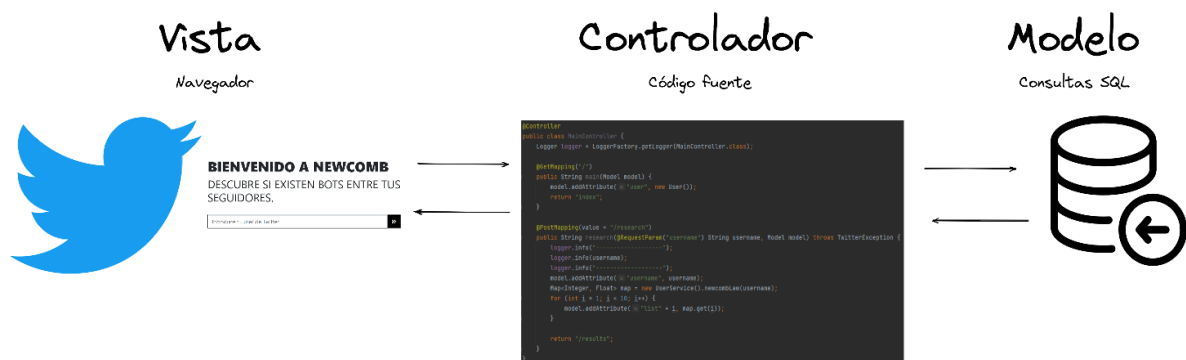 Vista
Navegador
BIENVENIDO A NEWCOMB
DESCUBRE SI EXISTEN BOTS ENTRE TUS
SEGUIDORES.
Controlador
Código fuente
@Controller
public class MainController {
Logger logger = LoggerFactory.getLogger(MainController.class);
@GetMapping("/")
public String main(Model model) {
model.addAttribute( "user", new User());
return "index";
}
@PostMapping(value = "/research")
public String research(@RequestParam("username") String username, Model model) throws TwitterException {
logger.info("--------------------");
logger.info(username);
logger.info("--------------------");
model.addAttribute( "username", username);
Map<Integer, Float> map = new UserService().newcombLaw(username);
for (int i = 1; i < 10; i++) {
model.addAttribute( "list" + i, map.get(i));
}
return "/results";
}
}
Modelo
Consultas SQL